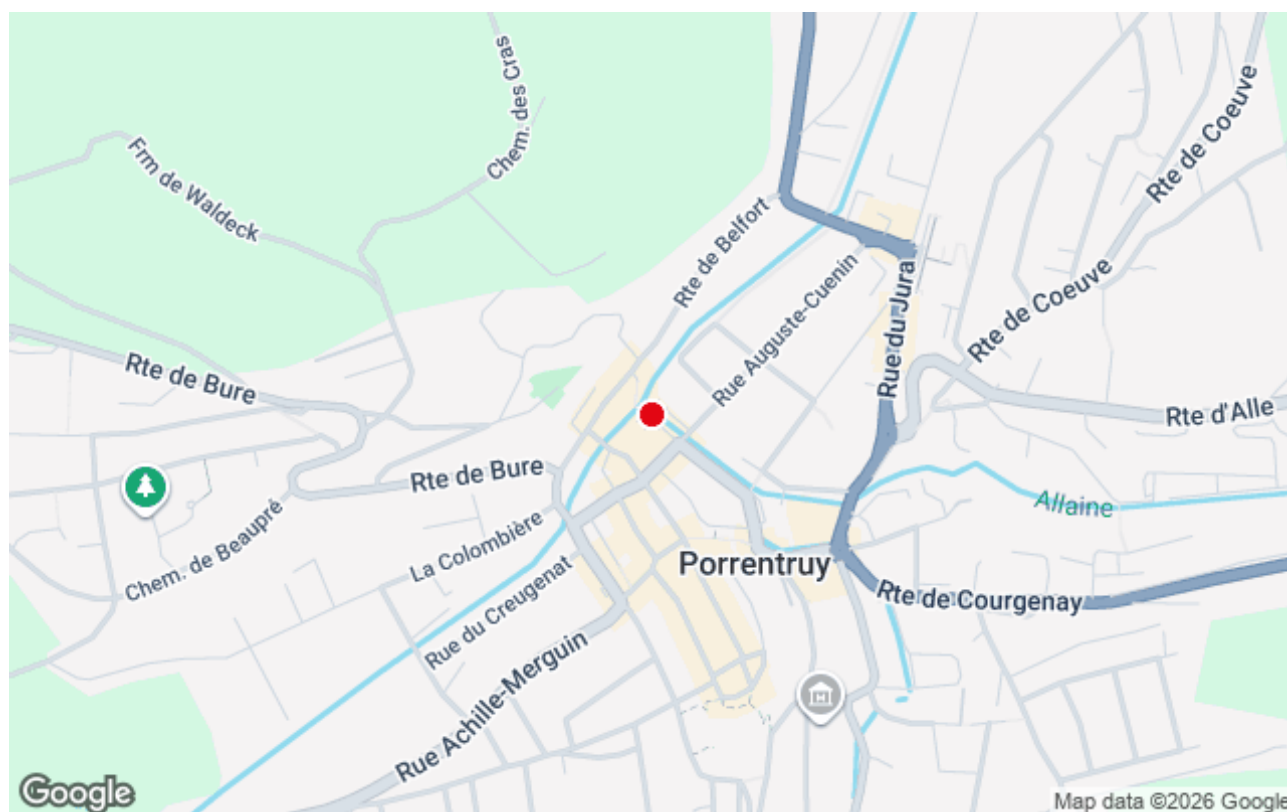 Chem. des Cras
Frm de Waldeck
Rte de Coeuve
Rte de Belfort
Rue Auguste-Cuenin
Rue du Jura
Rte de Coeuve
Rte de Bure
Rte d'Alle
Rte de Bure
Allaine
Chem. de Beaupré
La Colombière
Porrentruy
Rue du Creugenat
Rte de Courgenay
Rue Achille-Merguin
Google
Map data ©2026 Google